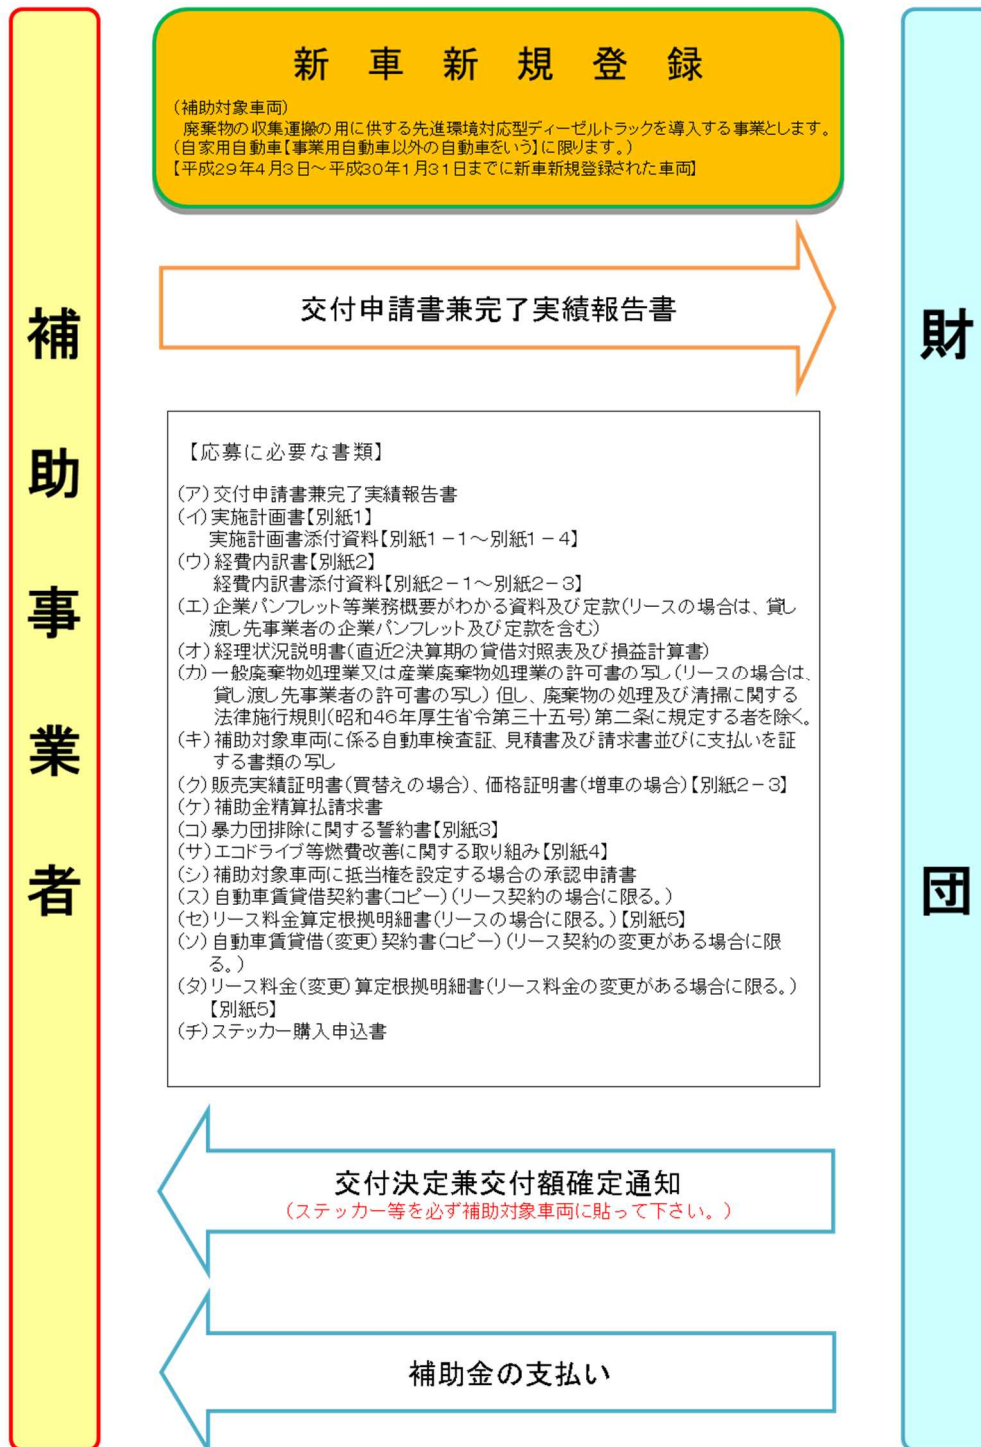 新車新規登録
(補助対象車両)
廃棄物の収集運搬の用に供する先進環境対応型ディーゼルトラックを導入する事業とします。
(自家用自動車【事業用自動車以外の自動車をいう】に限ります。)
【平成29年4月3日～平成30年1月31日までに新車新規登録された車両】
補助事業者
財団
交付申請書兼完了実績報告書
【応募に必要な書類】
(ア)交付申請書兼完了実績報告書
(イ)実施計画書【別紙1】
実施計画書添付資料【別紙1－1～別紙1－4】
(ウ)経費内訳書【別紙2】
経費内訳書添付資料【別紙2－1～別紙2－3】
(エ)企業パンフレット等業務概要がわかる資料及び定款(リースの場合は、貸し
渡し先事業者の企業パンフレット及び定款を含む)
(オ)経理状況説明書(直近2決算期の貸借対照表及び損益計算書)
(カ)一般廃棄物処理業又は産業廃棄物処理業の許可書の写し(リースの場合は、
貸し渡し先事業者の許可書の写し)但し、廃棄物の処理及び清掃に関する
法律施行規則(昭和46年厚生省令第三十五号)第二条に規定する者を除く。
(キ)補助対象車両に係る自動車検査証、見積書及び請求書並びに支払いを証
する書類の写し
(ク)販売実績証明書(買替えの場合)、価格証明書(増車の場合)【別紙2－3】
(ケ)補助金精算払請求書
(コ)暴力団排除に関する誓約書【別紙3】
(サ)エコドライブ等燃費改善に関する取り組み【別紙4】
(シ)補助対象車両に抵当権を設定する場合の承認申請書
(ス)自動車賃貸借契約書(コピー)(リース契約の場合に限る。)
(セ)リース料金算定根拠明細書(リースの場合に限る。)【別紙5】
(ソ)自動車賃貸借(変更)契約書(コピー)(リース契約の変更がある場合に限
る。)
(タ)リース料金(変更)算定根拠明細書(リース料金の変更がある場合に限る。)
【別紙5】
(チ)ステッカー購入申込書
交付決定兼交付額確定通知
(ステッカー等を必ず補助対象車両に貼って下さい。)
補助金の支払い